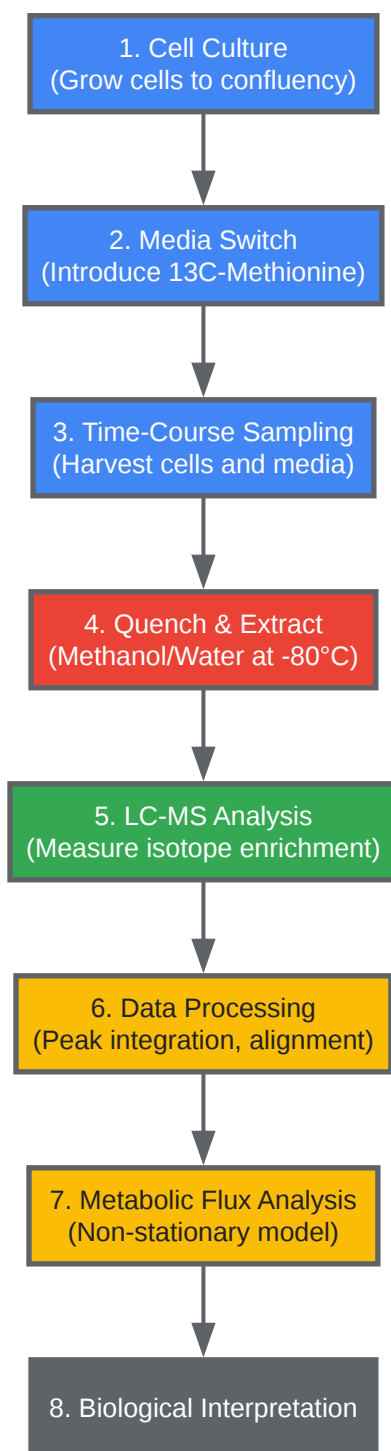 1. Cell Culture
(Grow cells to confluency)
2. Media Switch
(Introduce 13C-Methionine)
3. Time-Course Sampling
(Harvest cells and media)
4. Quench & Extract
(Methanol/Water at -80°C)
5. LC-MS Analysis
(Measure isotope enrichment)
6. Data Processing
(Peak integration, alignment)
7. Metabolic Flux Analysis
(Non-stationary model)
8. Biological Interpretation